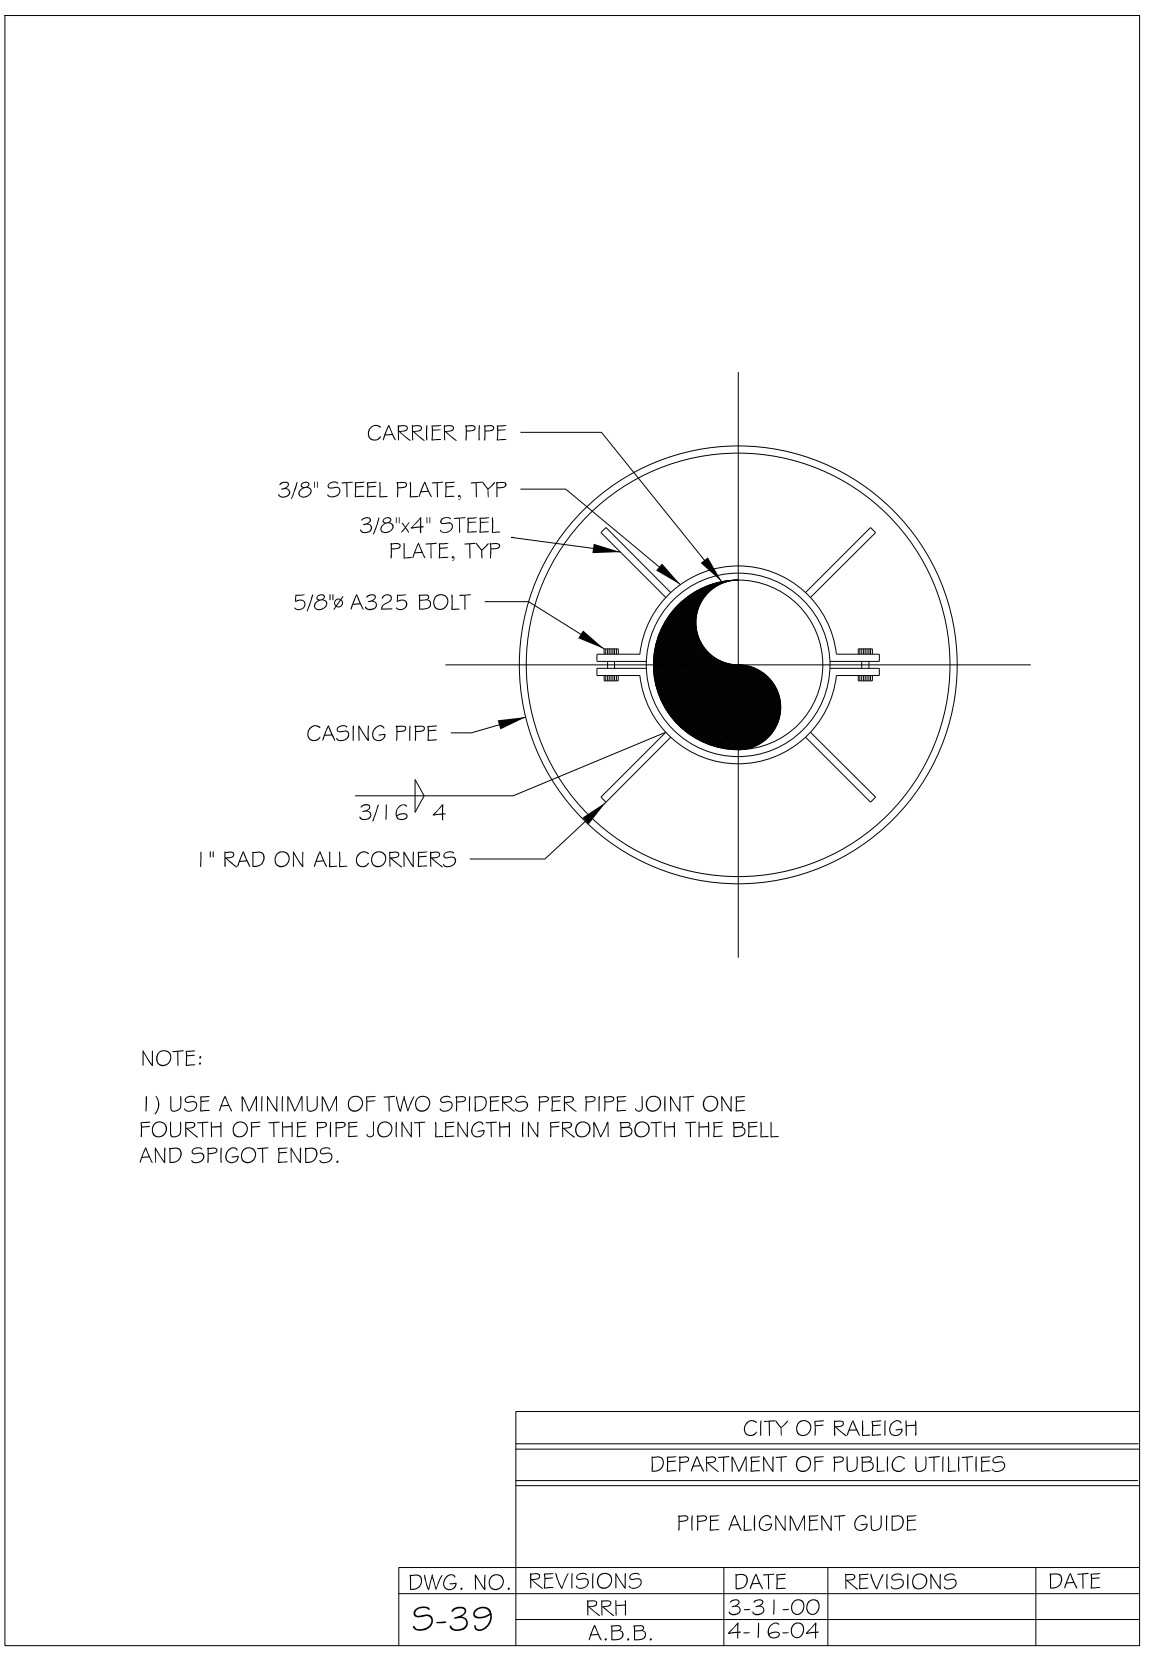 CARRIER PIPE
3/8" STEEL PLATE, TYP
3/8"x4" STEEL
PLATE, TYP
5/8"ø A325 BOLT
CASING PIPE
3/16 4
1" RAD ON ALL CORNERS
NOTE:
1) USE A MINIMUM OF TWO SPIDERS PER PIPE JOINT ONE
FOURTH OF THE PIPE JOINT LENGTH IN FROM BOTH THE BELL
AND SPIGOT ENDS.
CITY OF RALEIGH
DEPARTMENT OF PUBLIC UTILITIES
PIPE ALIGNMENT GUIDE
DWG. NO. REVISIONS DATE REVISIONS DATE
S-39
RRH 3-31-00
A.B.B. 4-16-04